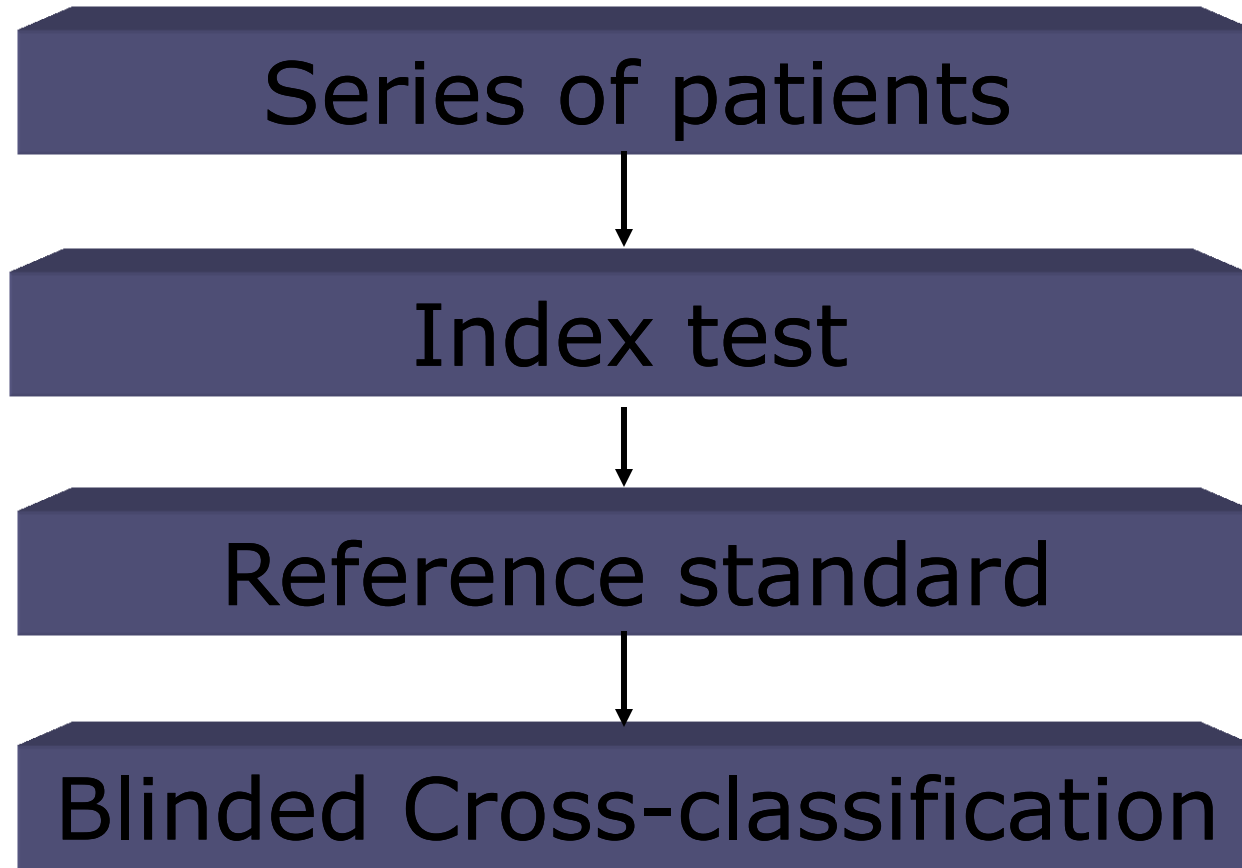 Series of patients
Index test
Reference standard
Blinded Cross-classification